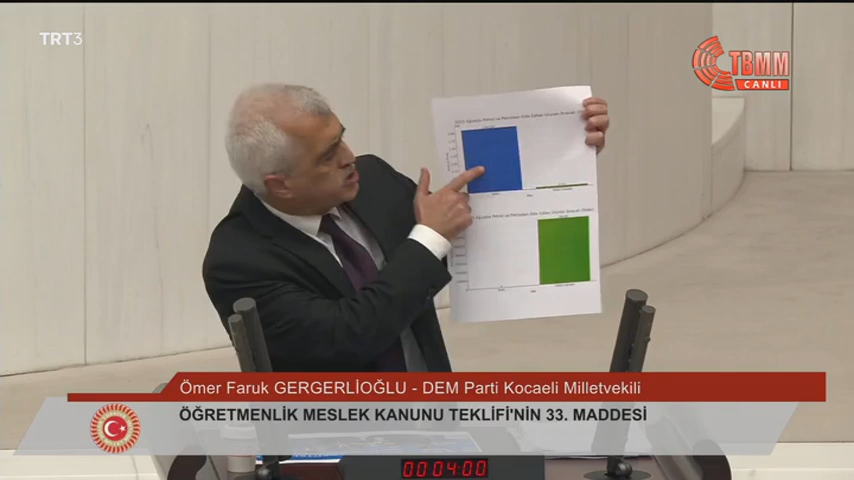 TRT3
TBMM
CANLI
Ömer Faruk GERGERLİOĞLU - DEM Parti Kocaeli Milletvekili
ÖĞRETMENLİK MESLEK KANUNU TEKLİFİ'NİN 33. MADDESİ
00:04:00